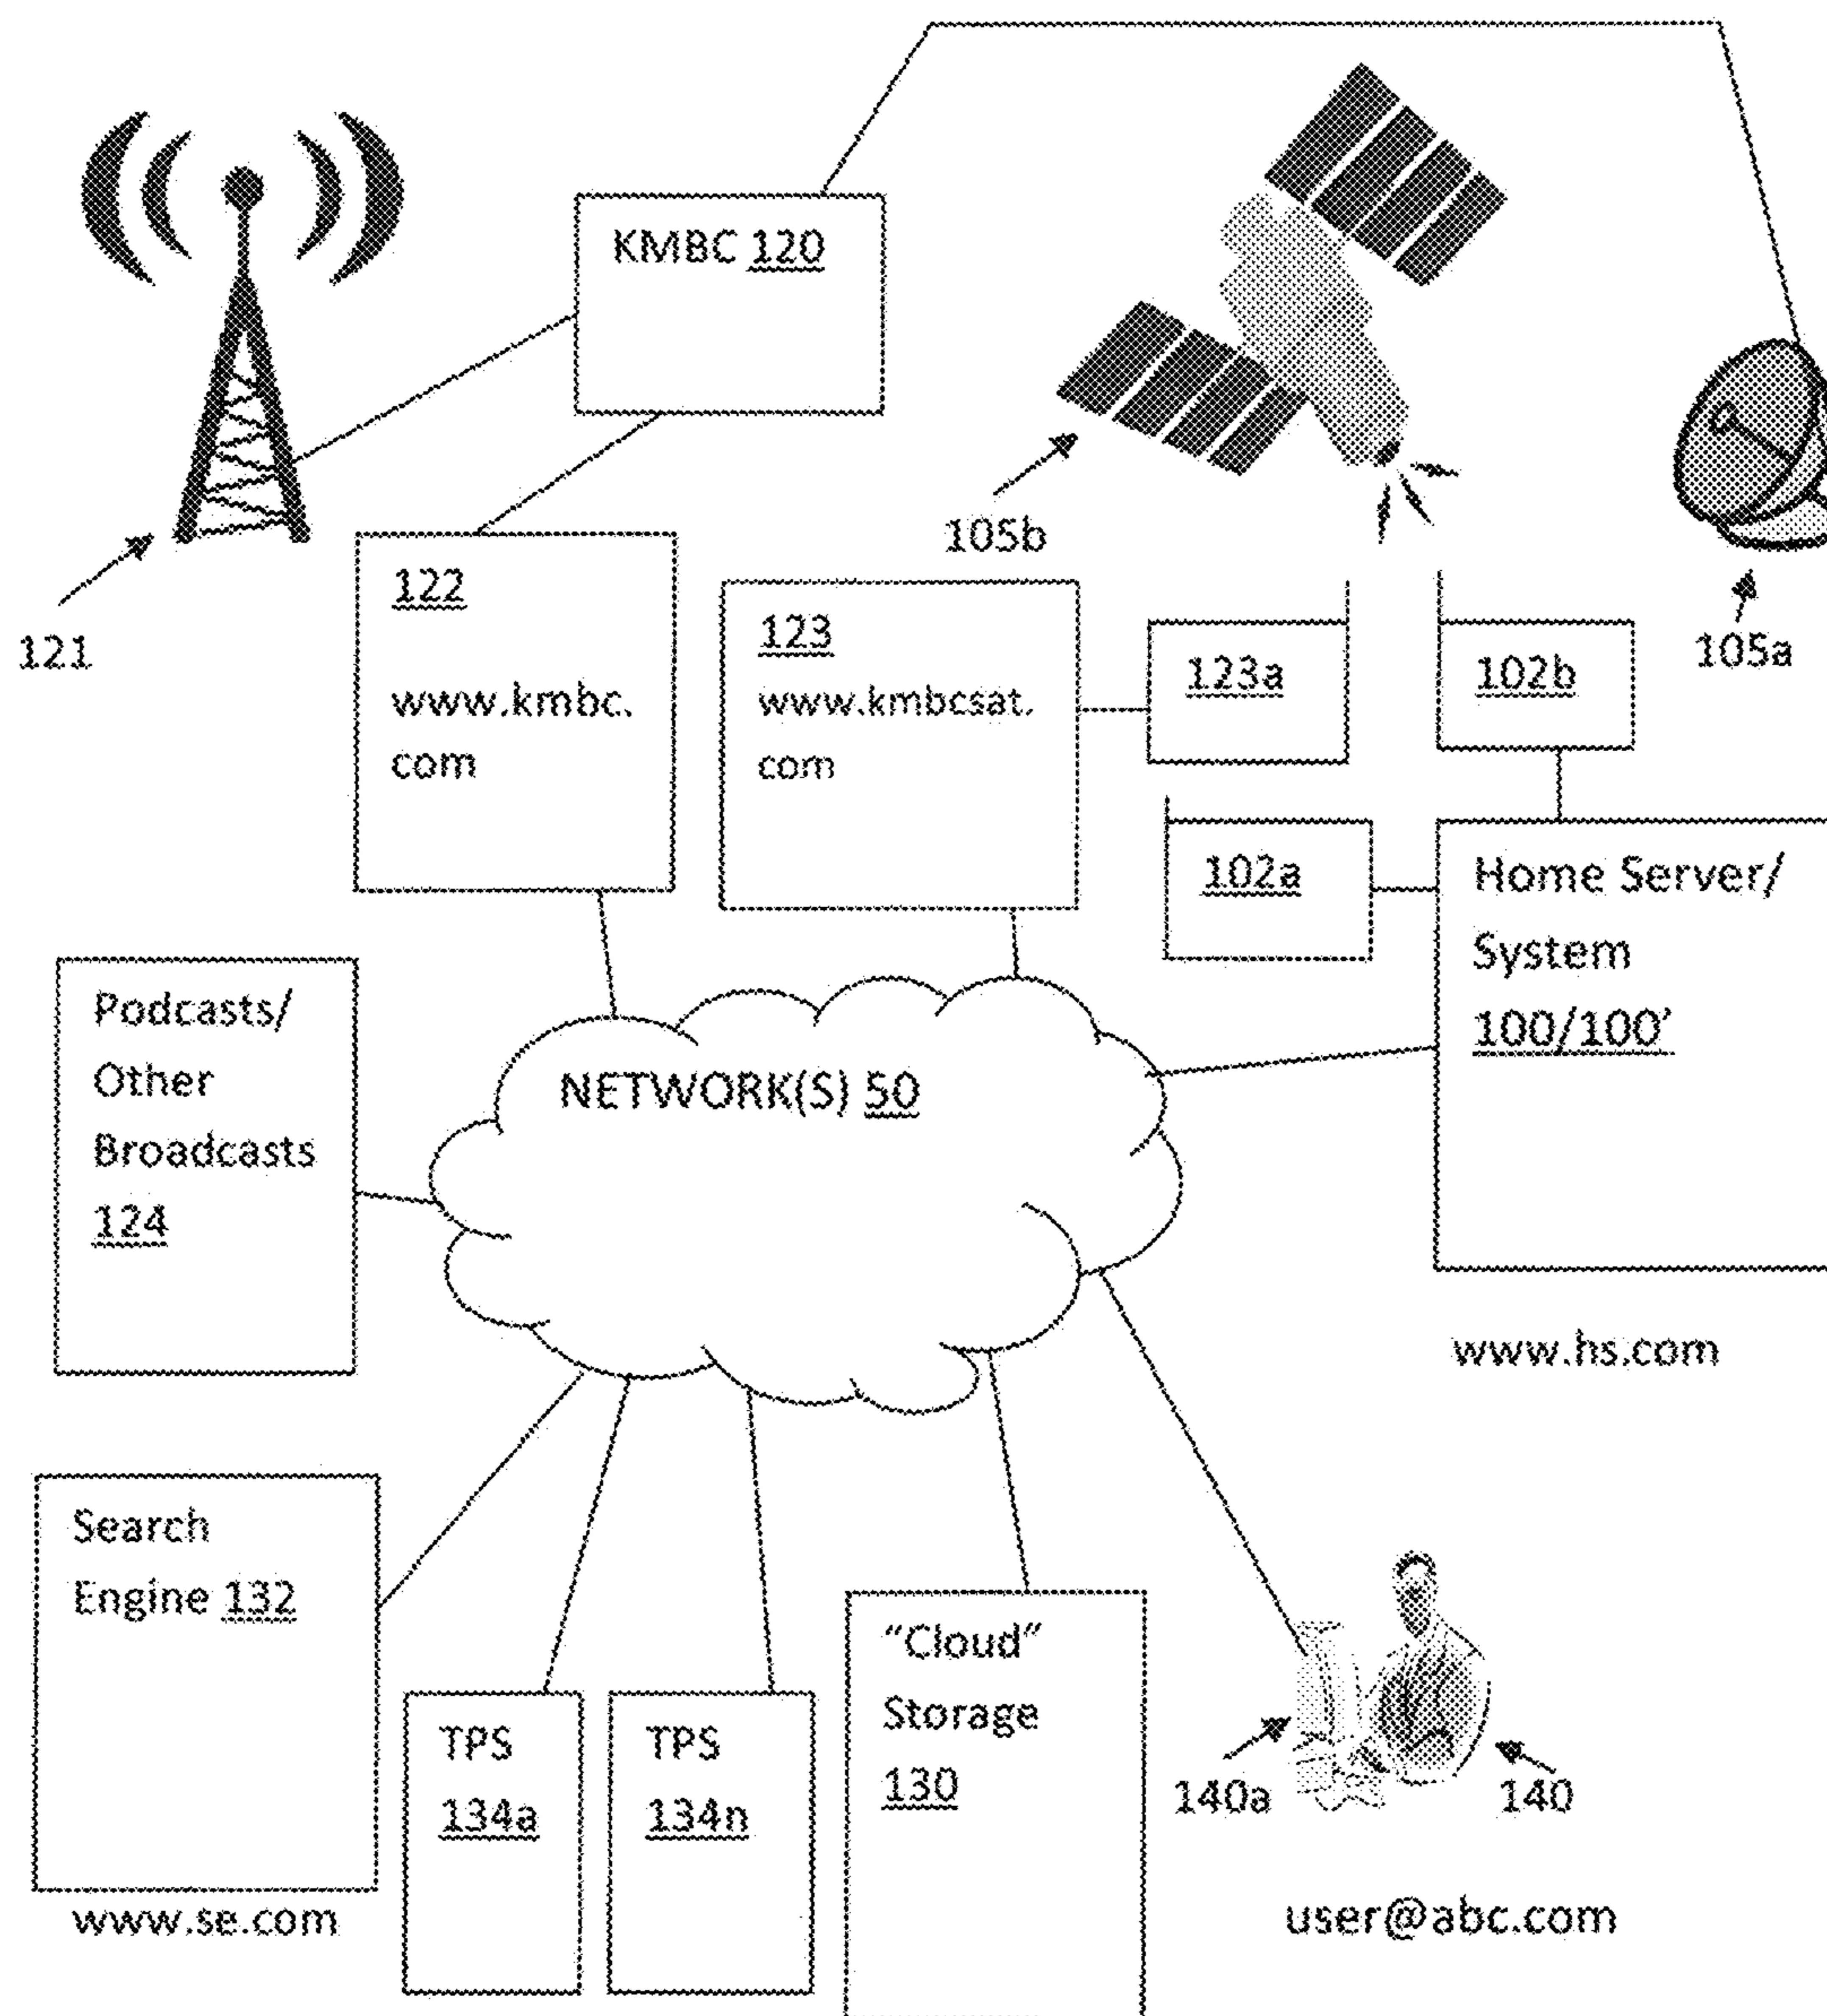 KMBC 120
105b
121
105a
122
www.kmbc.
com
123
www.kmbcsat.
com
123a
102b
102a
Home Server/
System
100/100’
Podcasts/
Other
Broadcasts
124
NETWORK(S) 50
www.hs.com
Search
Engine 132
www.se.com
TPS
134a
TPS
134n
“Cloud”
Storage
130
140a
140
user@abc.com